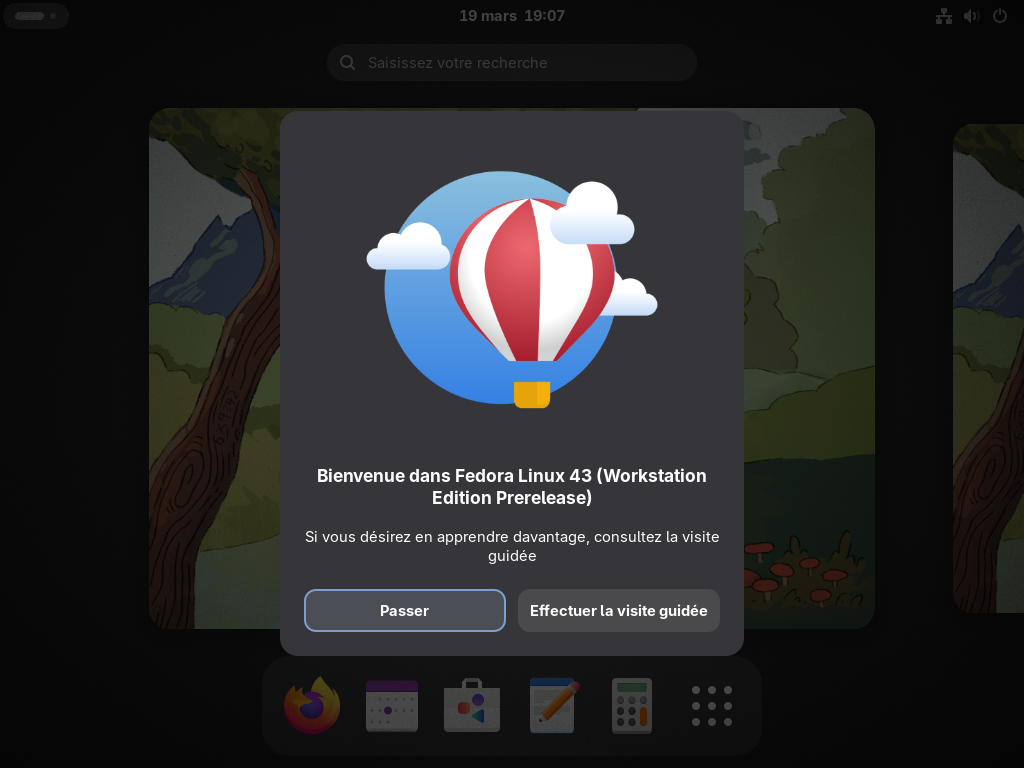 19 mars 19:07
Saisissez votre recherche
Bienvenue dans Fedora Linux 43 (Workstation
Edition Prerelease)
Si vous désirez en apprendre davantage, consultez la visite
guidée
Passer
Effectuer la visite guidée